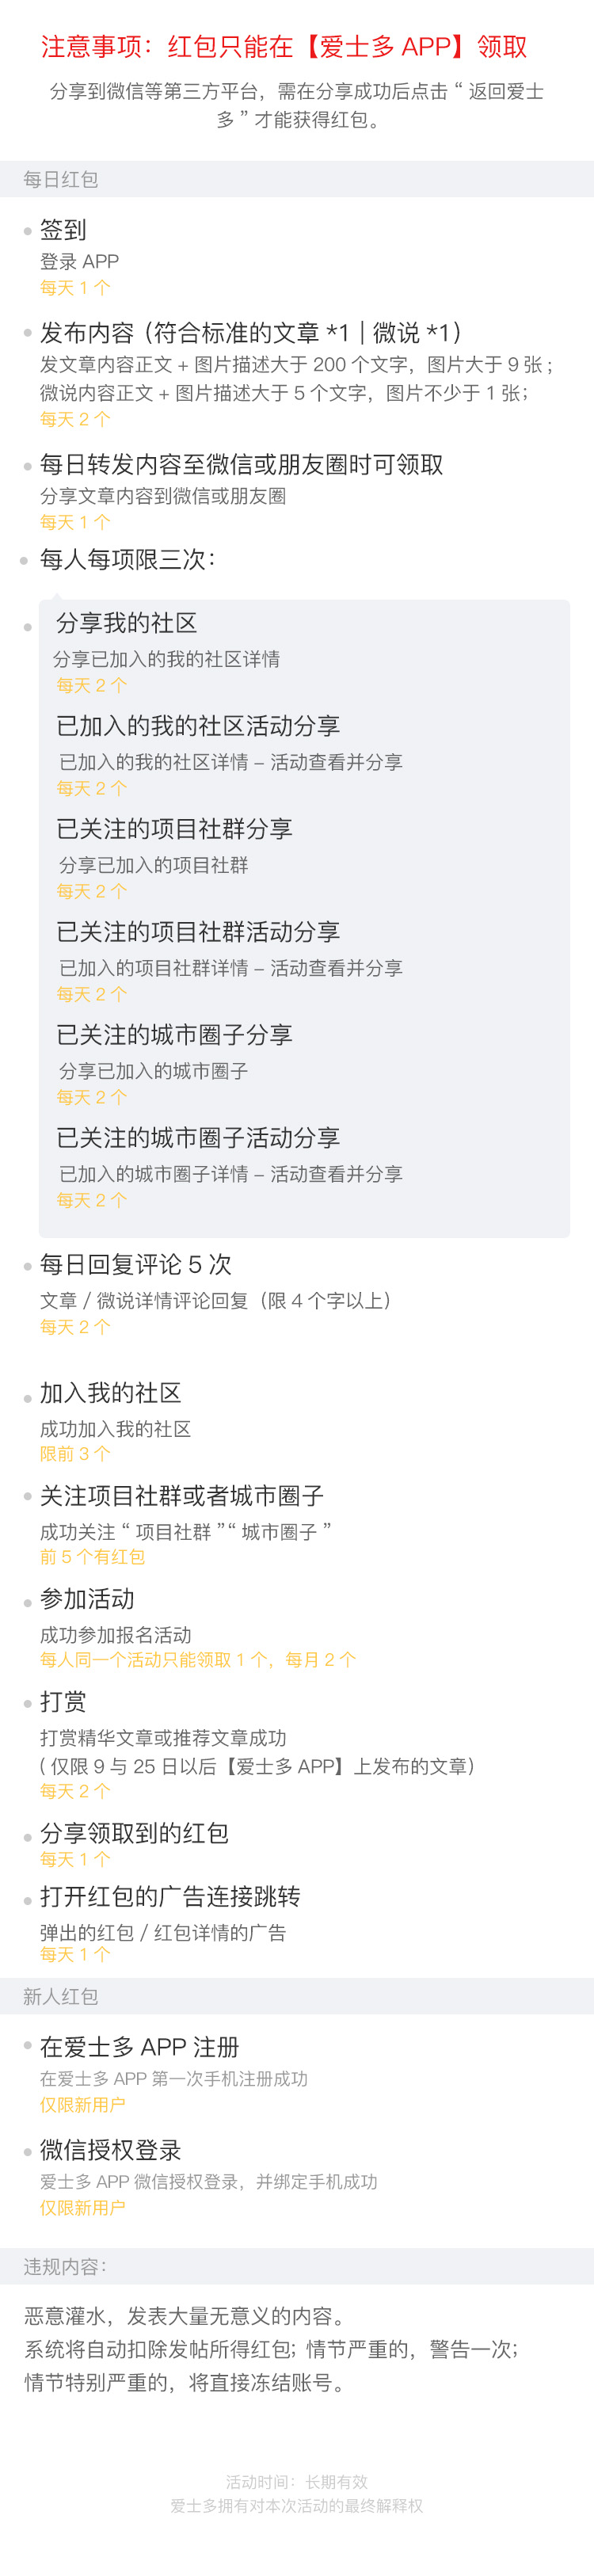 注意事项：红包只能在【爱士多 APP】领取
分享到微信等第三方平台，需在分享成功后点击“返回爱士
多”才能获得红包。
每日红包
签到
登录 APP
每天 1 个
发布内容（符合标准的文章 *1 | 微说 *1）
发文章内容正文 + 图片描述大于 200 个文字，图片大于 9 张；
微说内容正文 + 图片描述大于 5 个文字，图片不少于 1 张；
每天 2 个
每日转发内容至微信或朋友圈时可领取
分享文章内容到微信或朋友圈
每天 1 个
每人每项限三次：
分享我的社区
分享已加入的我的社区详情
每天 2 个
已加入的我的社区活动分享
已加入的我的社区详情 – 活动查看并分享
每天 2 个
已关注的项目社群分享
分享已加入的项目社群
每天 2 个
已关注的项目社群活动分享
已加入的项目社群详情 – 活动查看并分享
每天 2 个
已关注的城市圈子分享
分享已加入的城市圈子
每天 2 个
已关注的城市圈子活动分享
已加入的城市圈子详情 – 活动查看并分享
每天 2 个
每日回复评论 5 次
文章 / 微说详情评论回复（限 4 个字以上）
每天 2 个
加入我的社区
成功加入我的社区
限前 3 个
关注项目社群或者城市圈子
成功关注“项目社群”“城市圈子”
前 5 个有红包
参加活动
成功参加报名活动
每人同一个活动只能领取 1 个，每月 2 个
打赏
打赏精华文章或推荐文章成功
( 仅限 9 与 25 日以后【爱士多 APP】上发布的文章）
每天 2 个
分享领取到的红包
每天 1 个
打开红包的广告连接跳转
弹出的红包 / 红包详情的广告
每天 1 个
新人红包
在爱士多 APP 注册
在爱士多 APP 第一次手机注册成功
仅限新用户
微信授权登录
爱士多 APP 微信授权登录，并绑定手机成功
仅限新用户
违规内容：
恶意灌水，发表大量无意义的内容。
系统将自动扣除发帖所得红包；情节严重的，警告一次；
情节特别严重的，将直接冻结账号。
活动时间：长期有效
爱士多拥有对本次活动的最终解释权